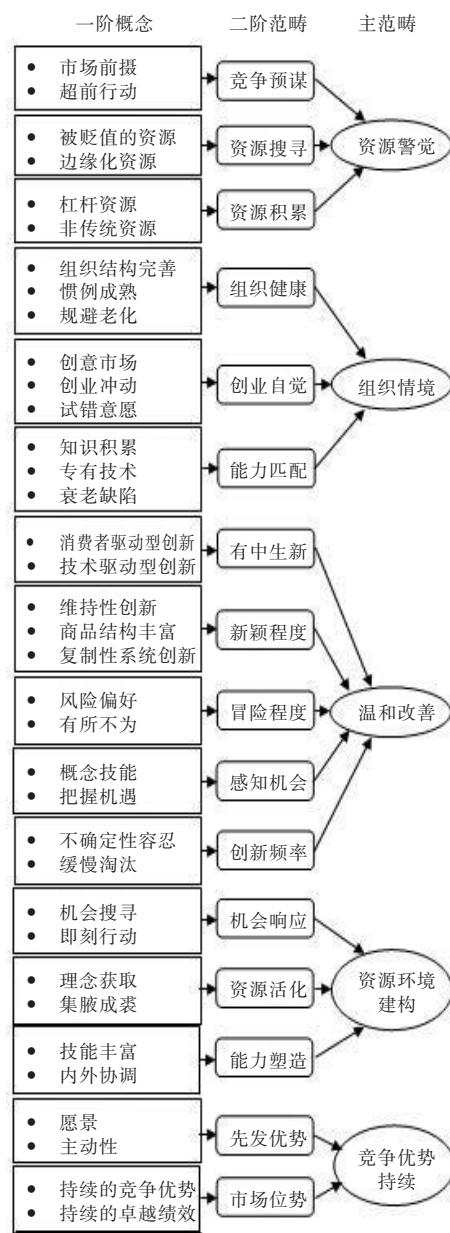 一阶概念 二阶范畴 主范畴
• 市场前摄
• 超前行动
竞争预谋
• 被贬值的资源
• 边缘化资源
资源搜寻
资源警觉
• 杠杆资源
• 非传统资源
资源积累
• 组织结构完善
• 惯例成熟
• 规避老化
组织健康
• 创意市场
• 创业冲动
• 试错意愿
创业自觉
组织情境
• 知识积累
• 专有技术
• 衰老缺陷
能力匹配
• 消费者驱动型创新
• 技术驱动型创新
有中生新
• 维持性创新
• 商品结构丰富
• 复制性系统创新
新颖程度
• 风险偏好
• 有所不为
冒险程度
温和改善
• 概念技能
• 把握机遇
感知机会
• 不确定性容忍
• 缓慢淘汰
创新频率
• 机会搜寻
• 即刻行动
机会响应
• 理念获取
• 集腋成裘
资源活化
资源环境
建构
• 技能丰富
• 内外协调
能力塑造
• 愿景
• 主动性
先发优势
竞争优势
持续
• 持续的竞争优势
• 持续的卓越绩效
市场位势